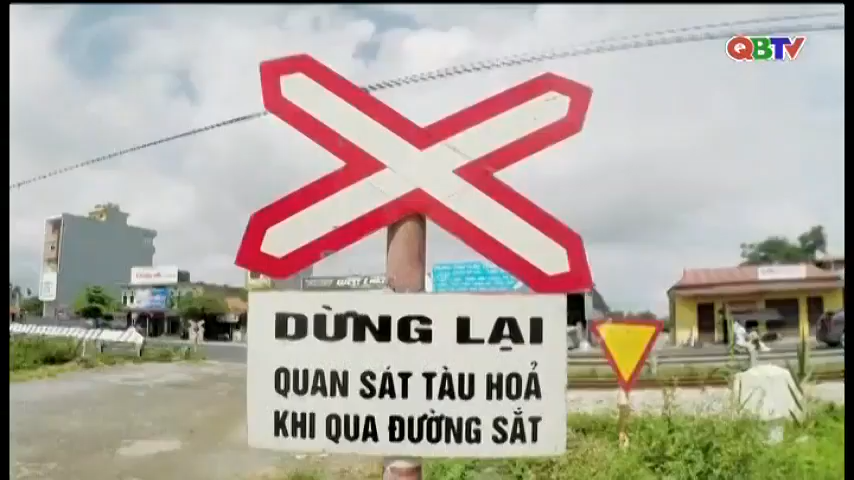 QBTV
DỪNG LẠI
QUAN SÁT TÀU HOẢ
KHI QUA ĐƯỜNG SẮT